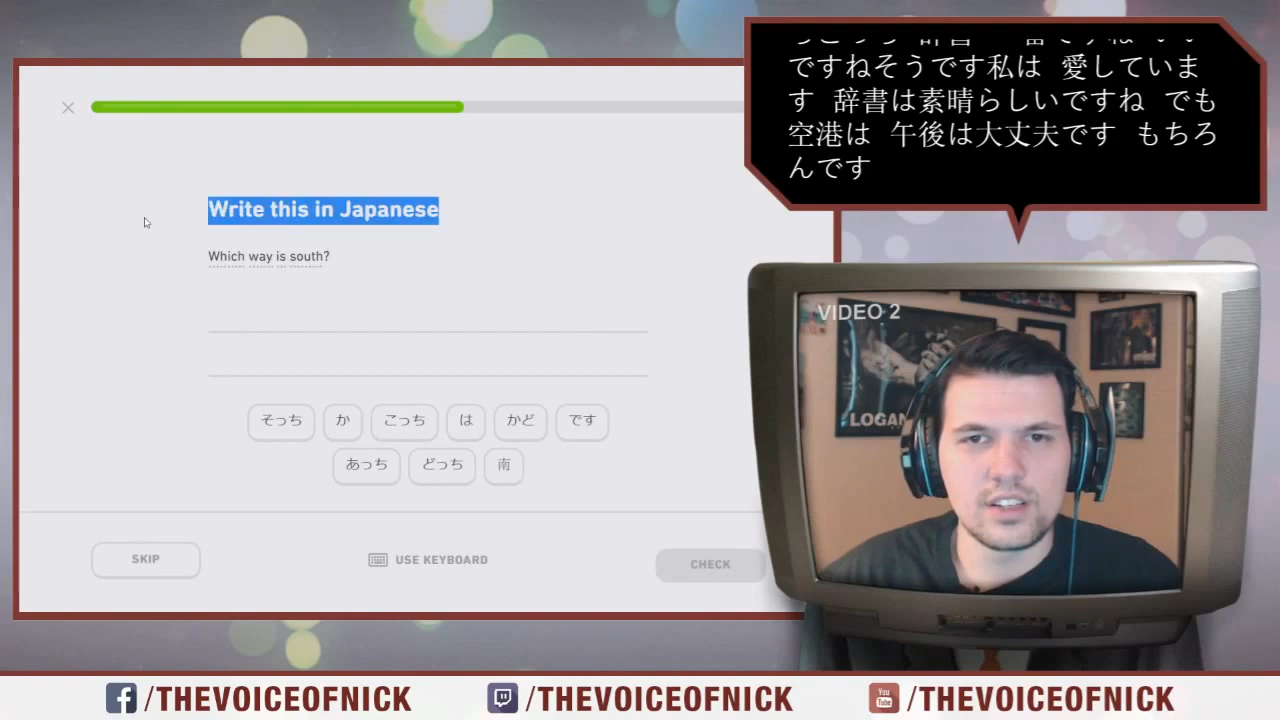 ですねそうです私は 愛していま
す 辞書は素晴らしいですね でも
空港は 午後は大丈夫です もちろ
んです
Write this in Japanese
Which way is south?
そっち か こっち は かど です
あっち どっち 南
SKIP USE KEYBOARD CHECK
VIDEO 2
LOGAN
/THEVOICEOFNICK /THEVOICEOFNICK You Tube /THEVOICEOFNICK